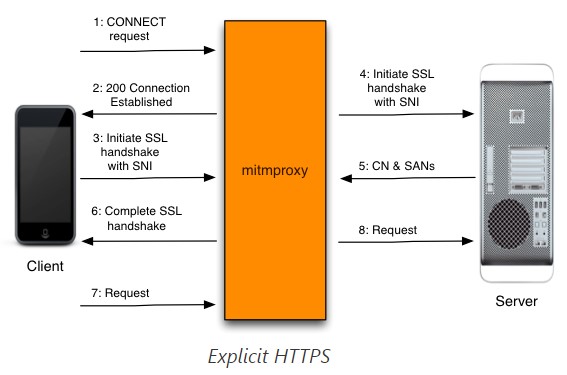 1: CONNECT
request
2: 200 Connection
Established
3: Initiate SSL
handshake
with SNI
4: Initiate SSL
handshake
with SNI
5: CN & SANs
6: Complete SSL
handshake
7: Request
8: Request
mitmproxy
Client
Server
Explicit HTTPS